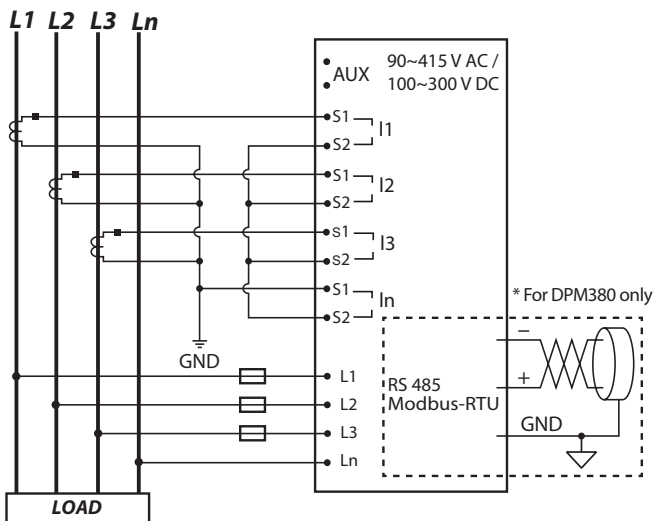 L1 L2 L3 Ln
AUX
90~415 V AC /
100~300 V DC
S1
I1
S2
S1
I2
S2
s1
I3
s2
S1
In
S2
GND
* For DPM380 only
L1
L2
L3
Ln
RS 485
Modbus-RTU
−
+
GND
LOAD